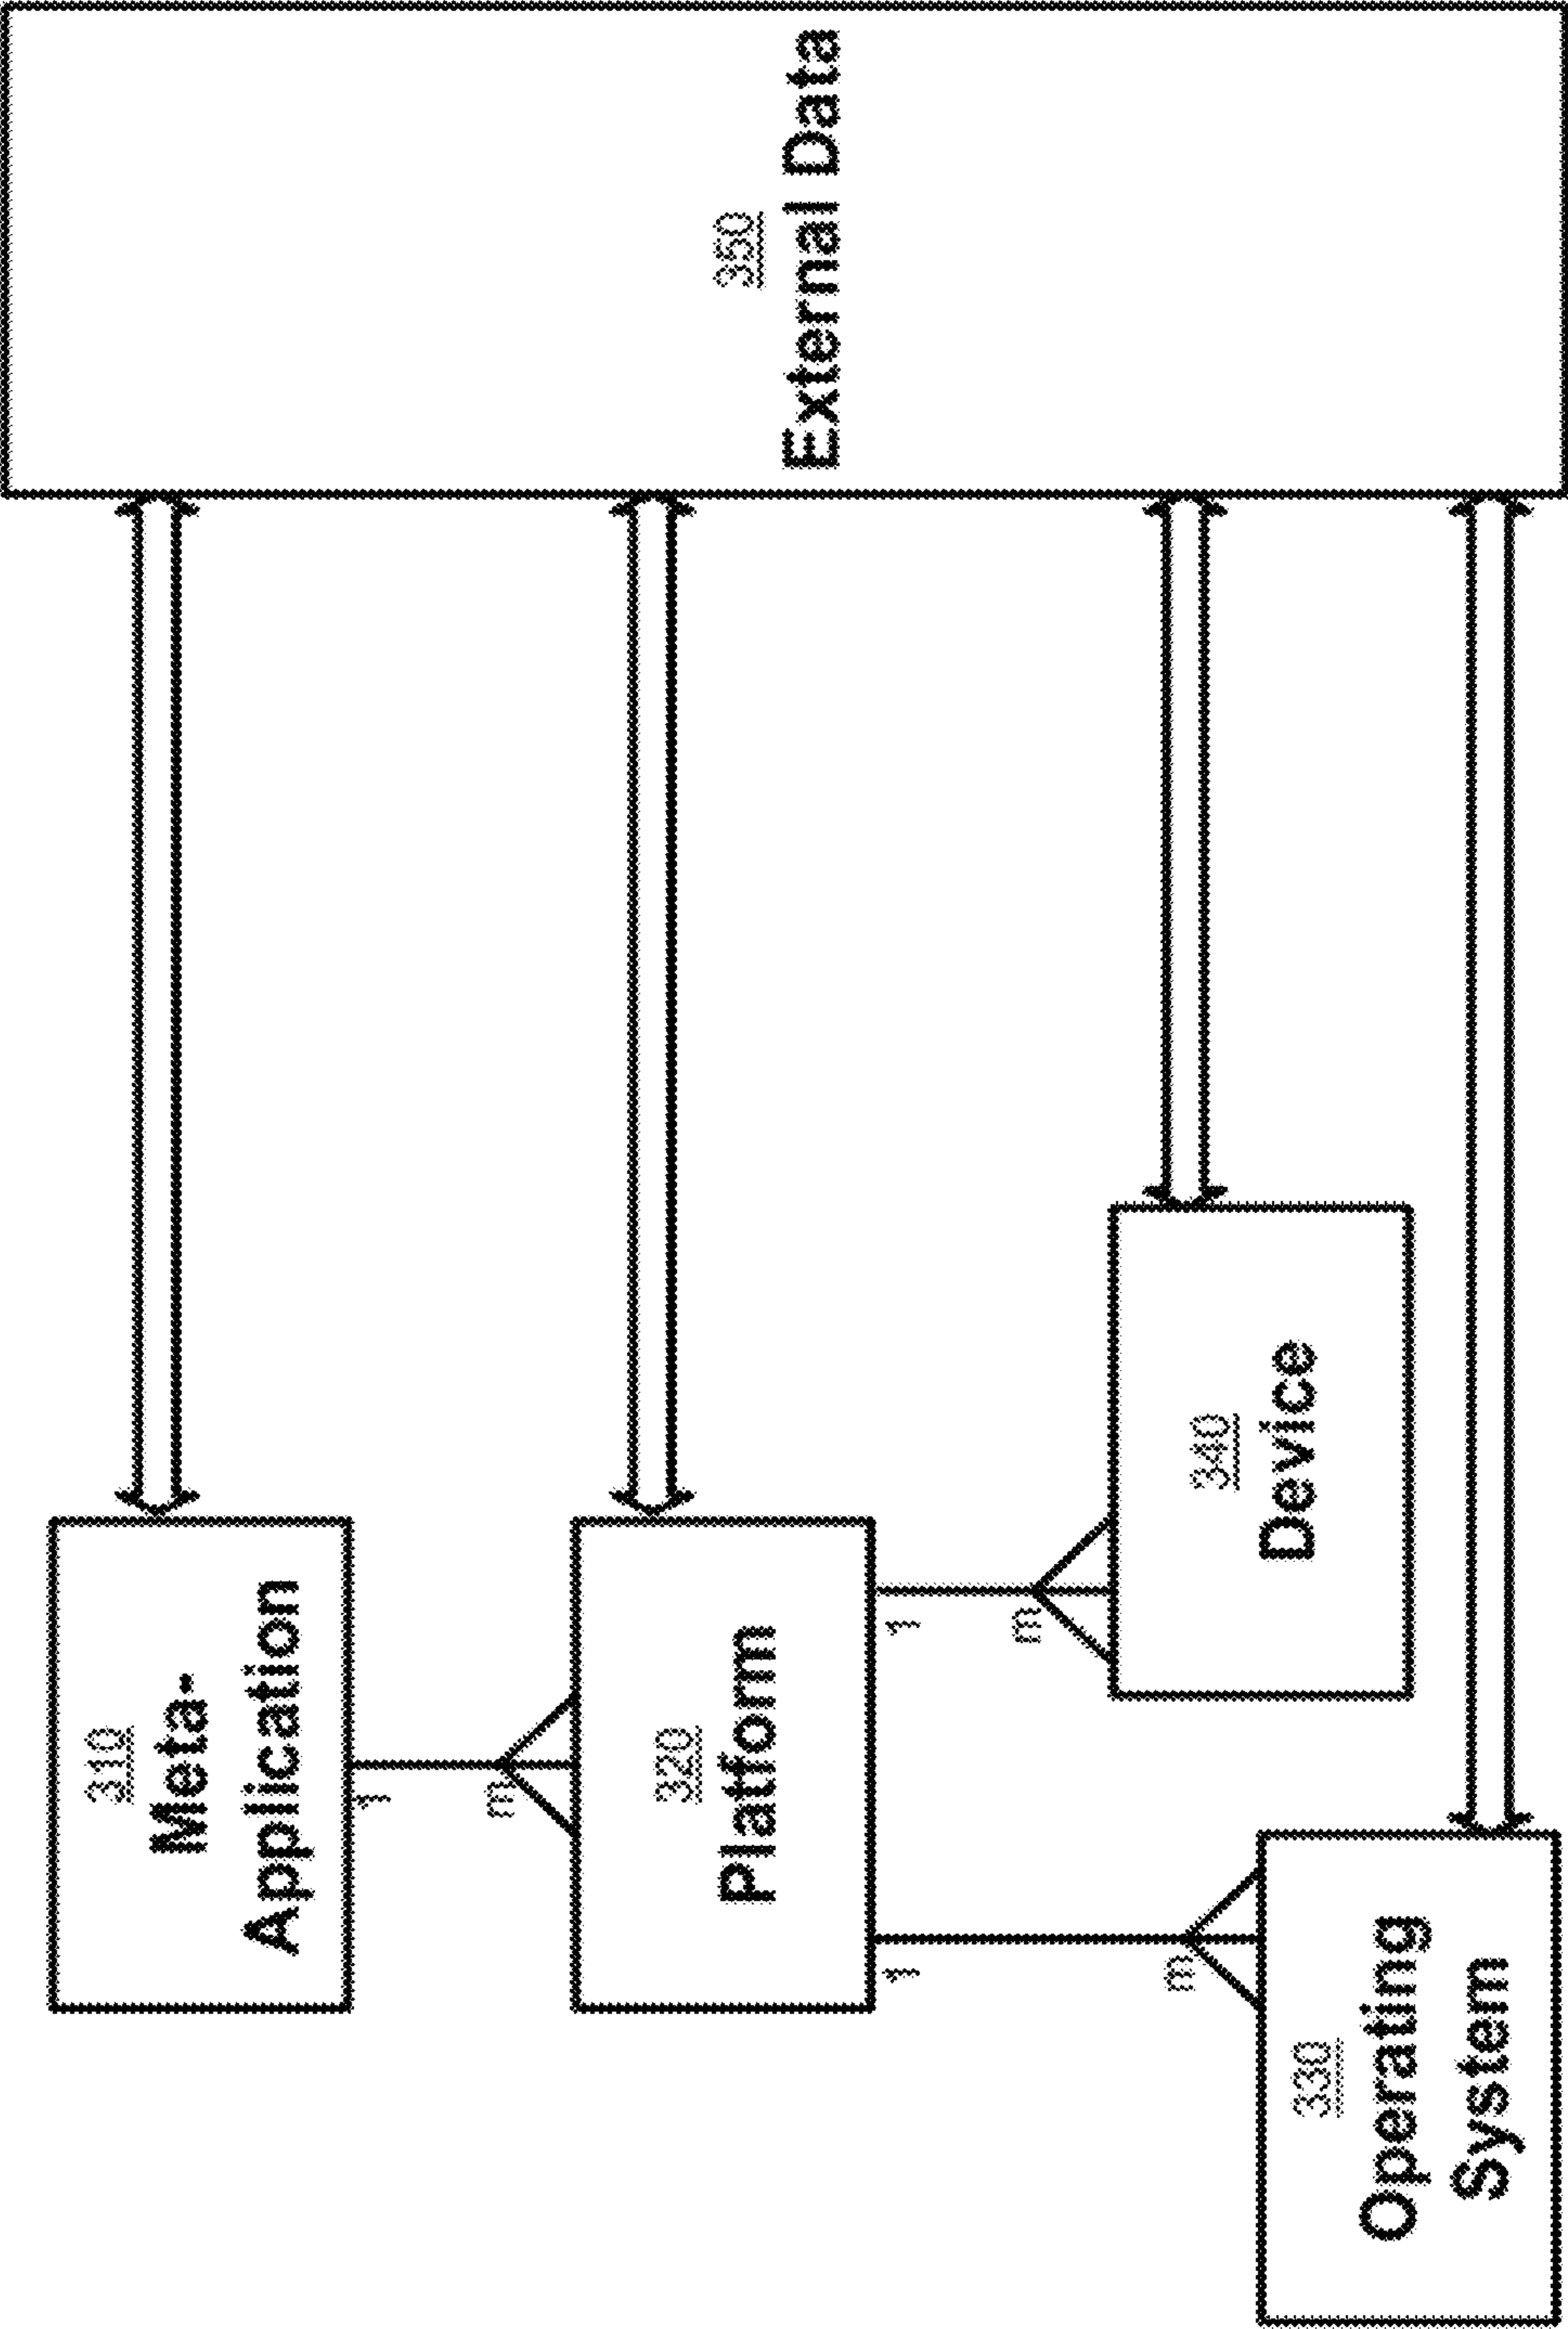 310
Meta-
Application
1
m
320
Platform
1
m
1
m
330
Operating
System
340
Device
350
External Data